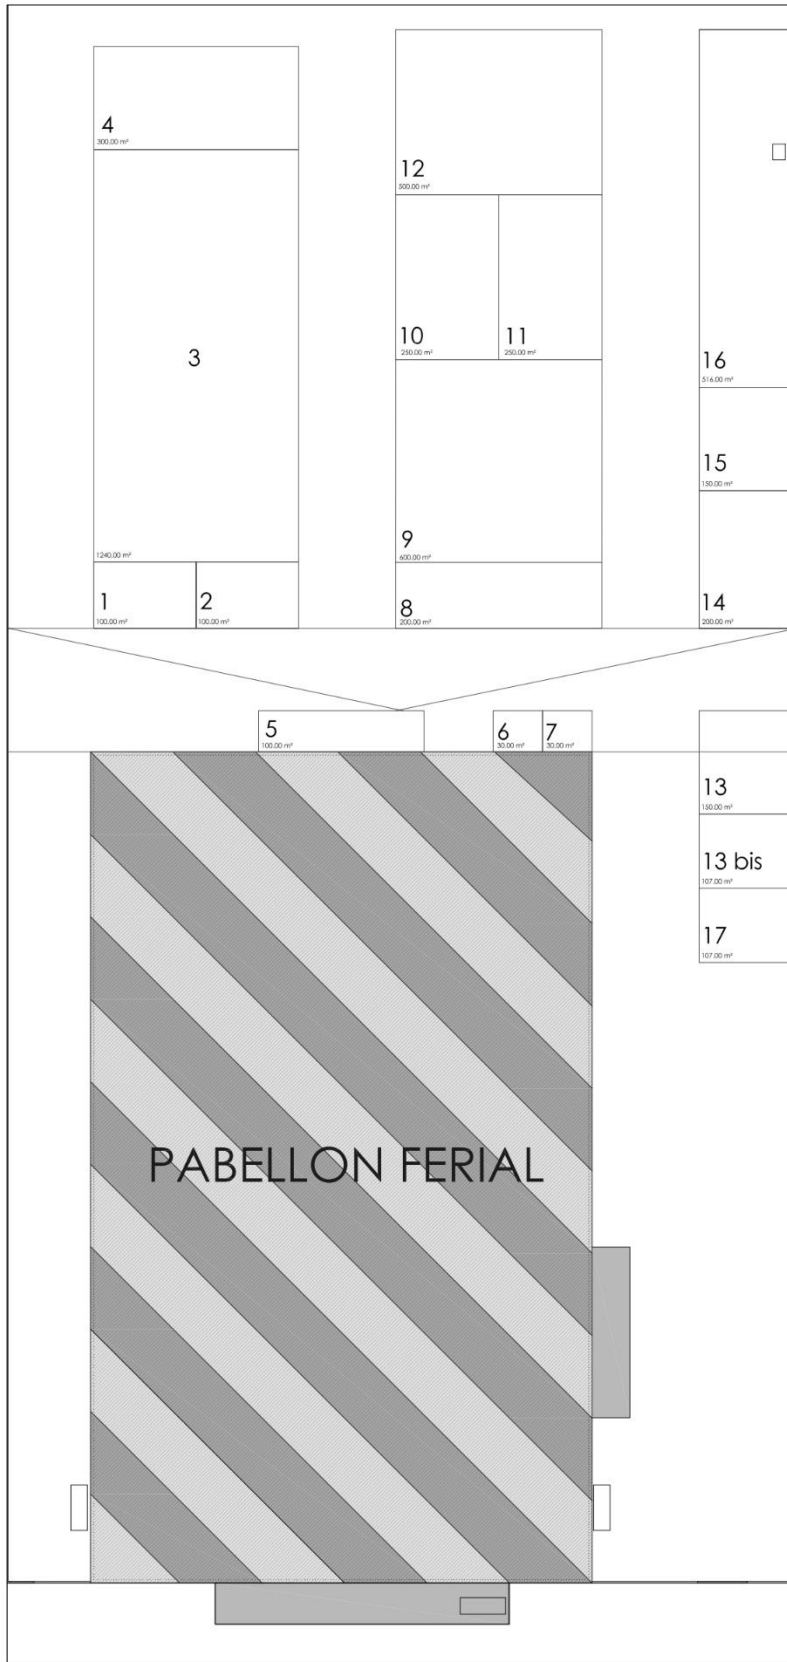 4
300.00 m²
3
1240.00 m²
1
100.00 m²
2
100.00 m²
12
500.00 m²
10
250.00 m²
11
250.00 m²
9
600.00 m²
8
200.00 m²
16
516.00 m²
15
150.00 m²
14
200.00 m²
5
100.00 m²
6
30.00 m²
7
30.00 m²
13
150.00 m²
13 bis
107.00 m²
17
107.00 m²
PABELLON FERIAL